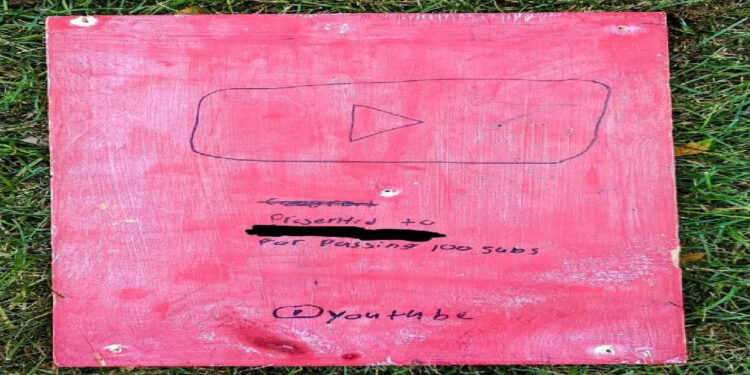 Presented to
For Passing 100 subs
youtube